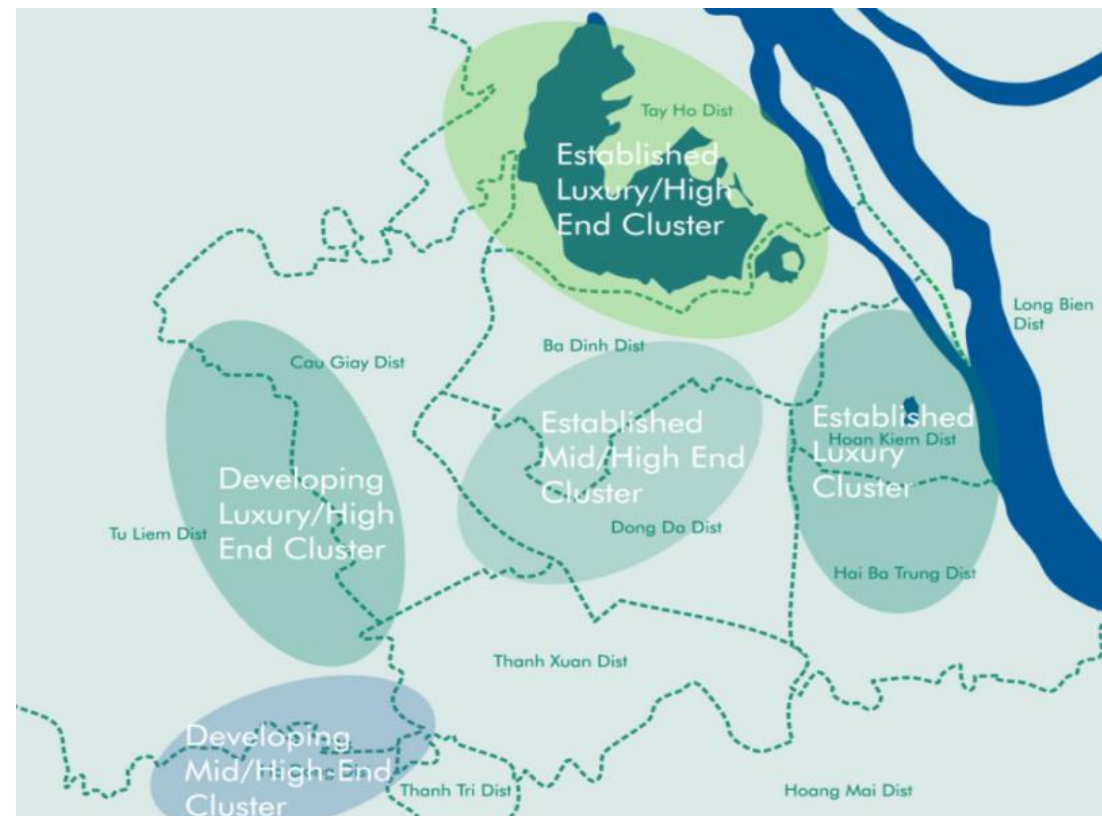 Tay Ho Dist
Established
Luxury/High
End Cluster
Long Bien
Dist
Ba Dinh Dist
Cau Giay Dist
Established
Mid/High End
Cluster
Established
Luxury
Cluster
Hoan Kiem Dist
Developing
Luxury/High
End Cluster
Tu Liem Dist
Dong Da Dist
Hai Ba Trung Dist
Thanh Xuan Dist
Developing
Mid/High-End
Cluster
Thanh Tri Dist
Hoang Mai Dist